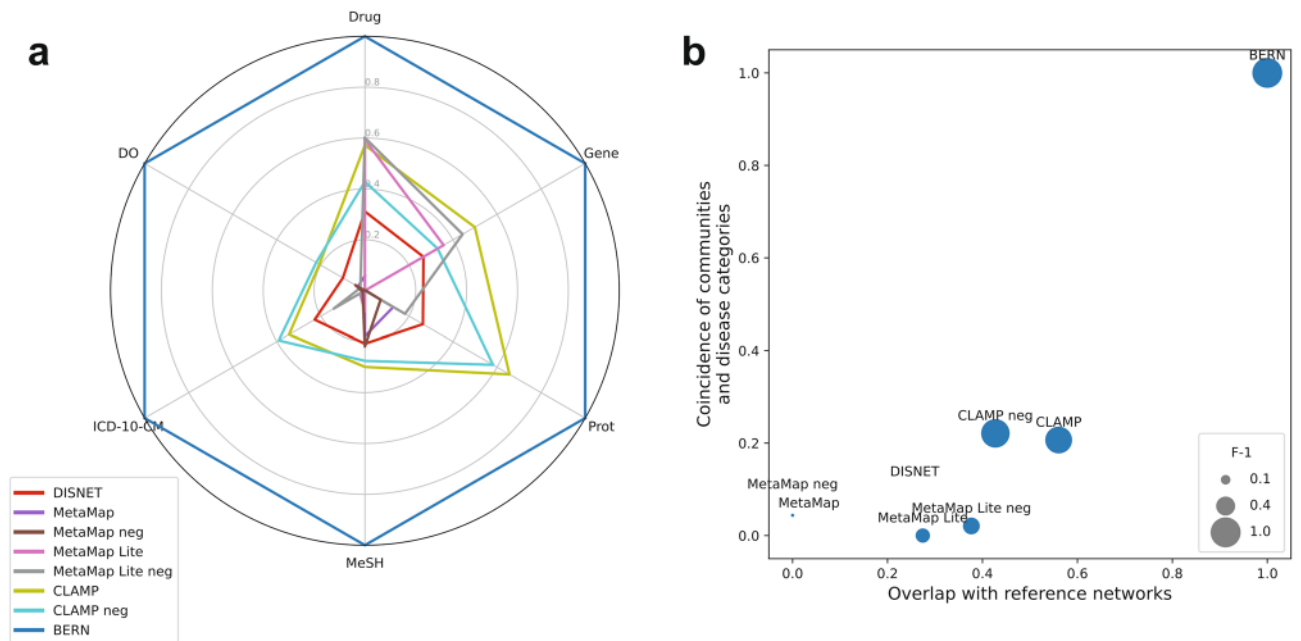 a
Drug
0.8
0.6
0.4
0.2
DO
Gene
ICD-10-CM
Prot
MeSH
DISNET
MetaMap
MetaMap neg
MetaMap Lite
MetaMap Lite neg
CLAMP
CLAMP neg
BERN
b
Coincidence of communities
and disease categories
1.0
0.8
0.6
0.4
0.2
0.0
BERN
CLAMP neg
CLAMP
DISNET
MetaMap neg
MetaMap
MetaMap Lite neg
MetaMap Lite
F-1
0.1
0.4
1.0
0.0
0.2
0.4
0.6
0.8
1.0
Overlap with reference networks